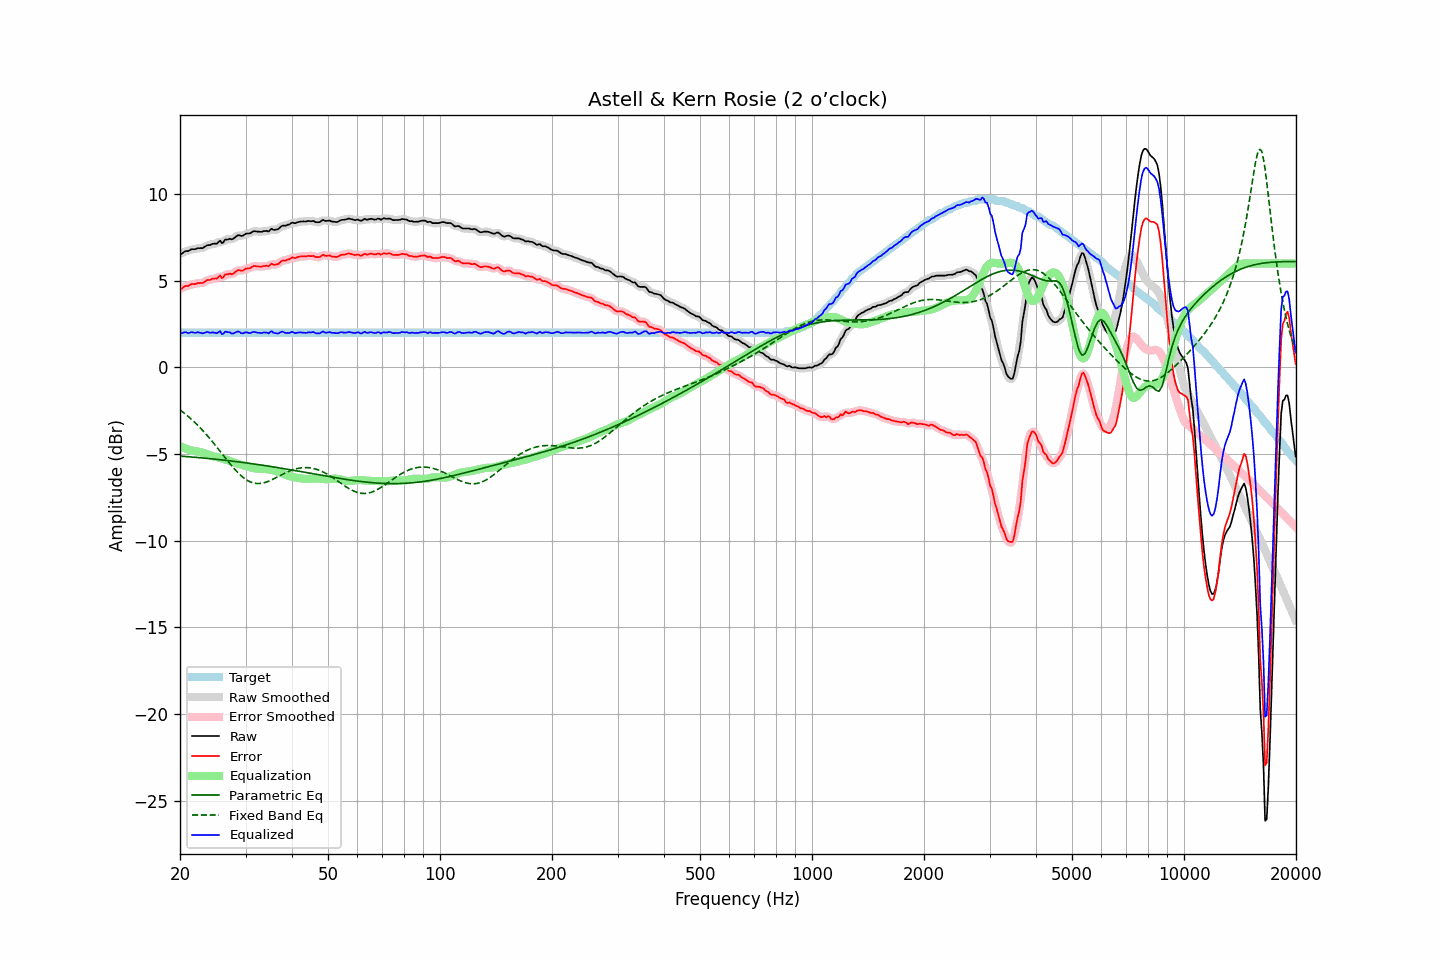 Astell & Kern Rosie (2 o’clock)
Amplitude (dBr)
10
5
0
−5
−10
−15
−20
−25
Target
Raw Smoothed
Error Smoothed
Raw
Error
Equalization
Parametric Eq
Fixed Band Eq
Equalized
20
50
100
200
500
1000
2000
5000
10000
20000
Frequency (Hz)